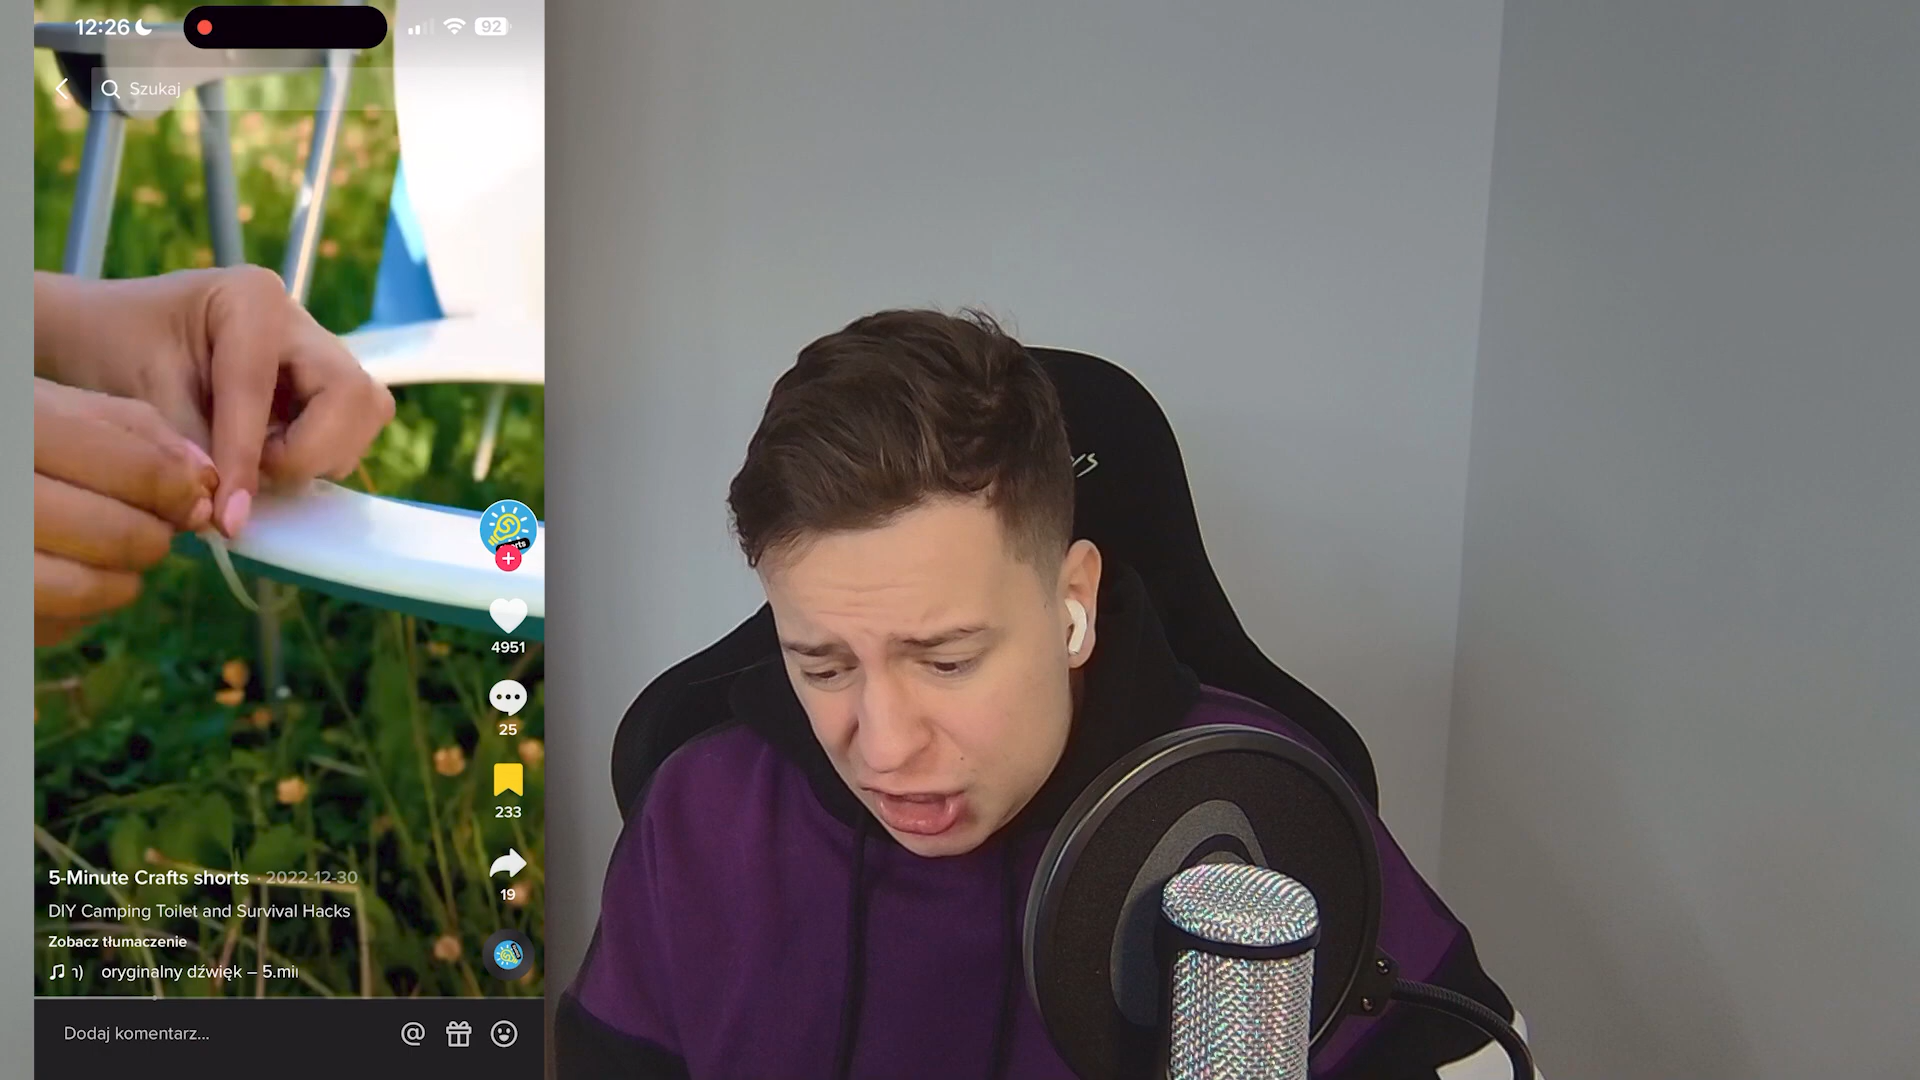 12:26
92
Szukaj
4951
25
233
19
5-Minute Crafts shorts · 2022-12-30
DIY Camping Toilet and Survival Hacks
Zobacz tłumaczenie
oryginalny dźwięk – 5.mi
Dodaj komentarz...